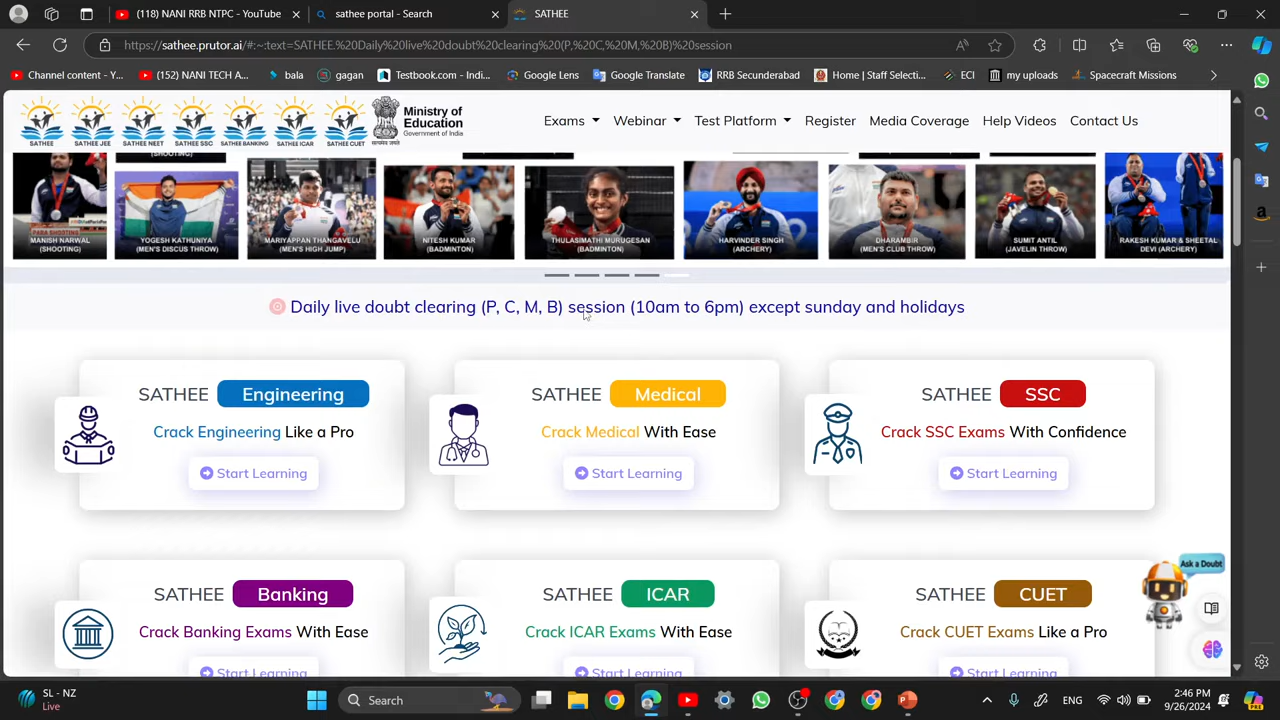 (118) NANI RRB NTPC - YouTube
sathee portal - Search
SATHEE
https://sathee.prutor.ai/#:~:text=SATHEE.%20Daily%20live%20doubt%20clearing%20(P,%20C,%20M,%20B)%20session
Channel content - Y...
(152) NANI TECH A...
bala
gagan
Testbook.com - Indi...
Google Lens
Google Translate
RRB Secunderabad
Home | Staff Selecti...
ECI
my uploads
Spacecraft Missions
SATHEE
SATHEE JEE
SATHEE NEET
SATHEE SSC
SATHEE BANKING
SATHEE ICAR
SATHEE CUET
Ministry of
Education
Government of India
Exams
Webinar
Test Platform
Register
Media Coverage
Help Videos
Contact Us
(SHOOTING)
MANISH NARWAL
(SHOOTING)
YOGESH KATHUNIYA
(MEN'S DISCUS THROW)
MARIYAPPAN THANGAVELU
(MEN'S HIGH JUMP)
NITESH KUMAR
(BADMINTON)
THULASIMATHI MURUGESAN
(BADMINTON)
HARVINDER SINGH
(ARCHERY)
DHARAMBIR
(MEN'S CLUB THROW)
SUMIT ANTIL
(JAVELIN THROW)
RAKESH KUMAR & SHEETAL
DEVI (ARCHERY)
Daily live doubt clearing (P, C, M, B) session (10am to 6pm) except sunday and holidays
SATHEE Engineering
Crack Engineering Like a Pro
Start Learning
SATHEE Medical
Crack Medical With Ease
Start Learning
SATHEE SSC
Crack SSC Exams With Confidence
Start Learning
SATHEE Banking
Crack Banking Exams With Ease
Start Learning
SATHEE ICAR
Crack ICAR Exams With Ease
Start Learning
SATHEE CUET
Crack CUET Exams Like a Pro
Start Learning
Ask a Doubt
SL - NZ
Live
Search
ENG
2:46 PM
9/26/2024